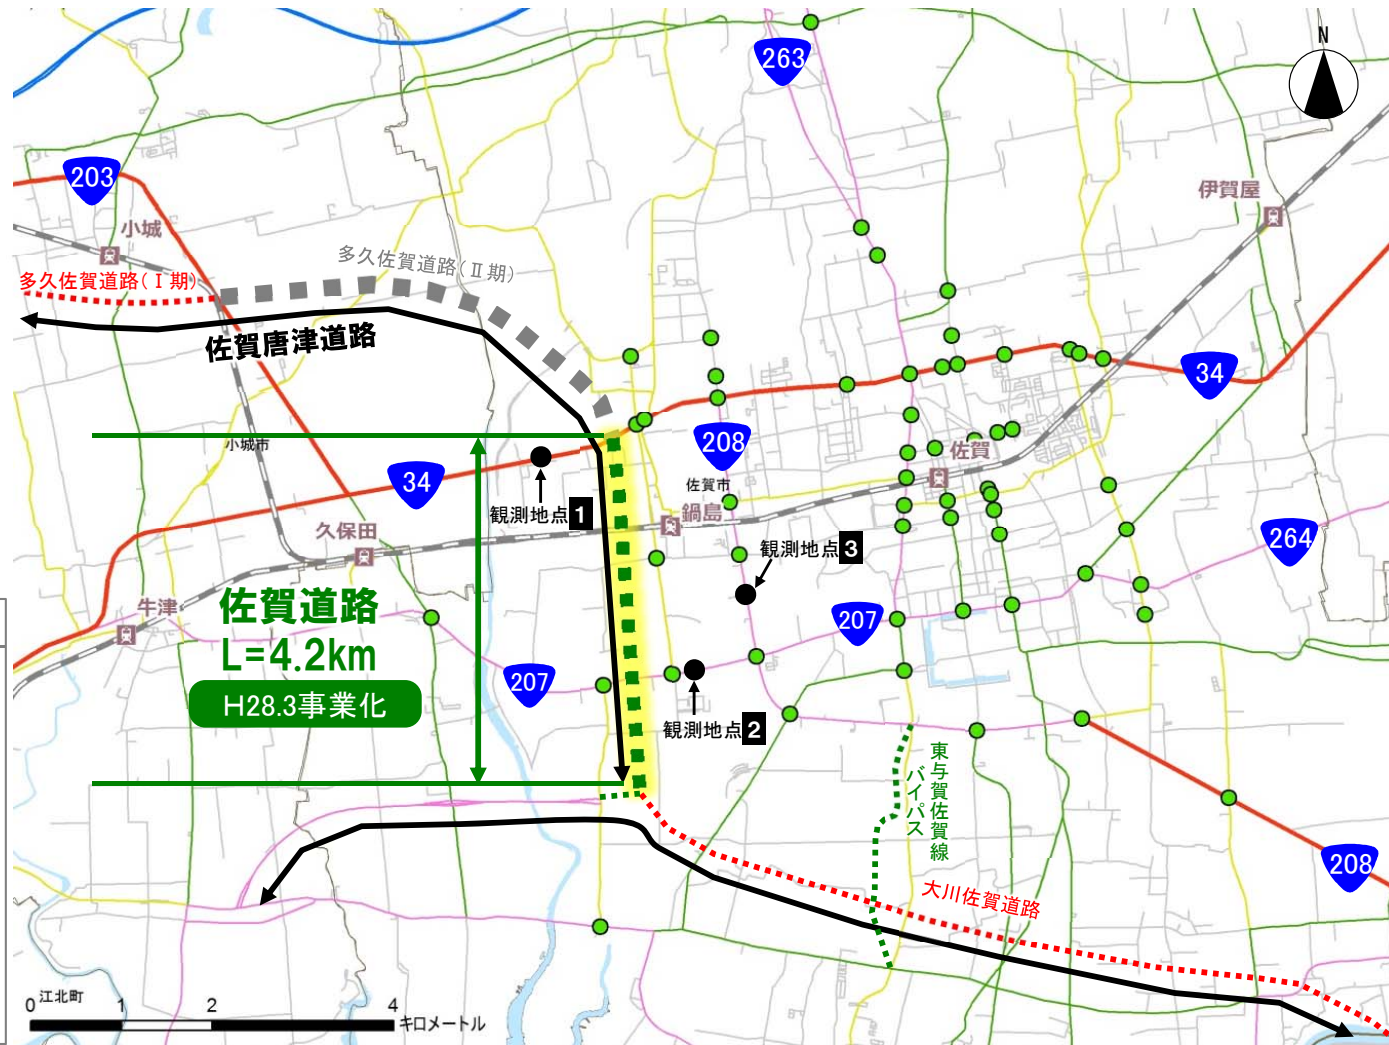 263
N
203
小城
伊賀屋
多久佐賀道路(Ⅱ期)
多久佐賀道路(Ⅰ期)
佐賀唐津道路
34
208
小城市
佐賀
34
佐賀市
観測地点1
鍋島
久保田
264
観測地点3
佐賀道路
L=4.2km
H28.3事業化
牛津
207
207
観測地点2
東与賀佐賀線
バイパス
208
大川佐賀道路
江北町
0 1 2 4
キロメートル